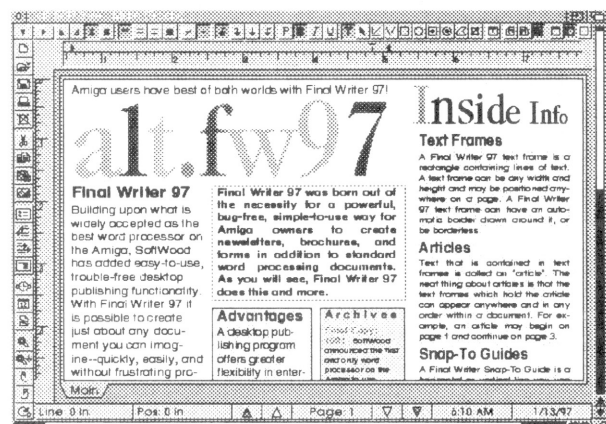 Amiga users have best of both worlds with Final Writer 97!
alt.fw97
Final Writer 97
Building upon what is
widely accepted as the
best word processor on
the Amiga, SoftWood
has added easy-to-use,
trouble-free desktop
publishing functionality.
With Final Writer 97 it
is possible to create
just about any docu-
ment you can imag-
ine--quickly, easily, and
without frustrating pro-
Final Writer 97 was born out of
the necessity for a powerful,
bug-free, simple-to-use way for
Amiga owners to create
newsletters, brochures, and
forms in addition to standard
word processing documents.
As you will see, Final Writer 97
does this and more.
Advantages
A desktop pub-
lishing program
offers greater
flexibility in enter-
Archives
Final Copy:
SoftWood
announced the first
and only word
processor on the
Inside Info
Text Frames
A Final Writer 97 text frame is a
rectangle containing lines of text.
A text frame can be any width and
height and may be positioned any-
where on a page. A Final Writer
97 text frame can have an auto-
matic border drawn around it, or
be borderless
Articles
Text that is contained in text
frames is called an "article". The
neat thing about articles is that the
text frames which hold the article
can appear anywhere and in any
order within a document. For ex-
ample, an article may begin on
page 1 and continue on page 3.
Snap-To Guides
A Final Writer Snap-To Guide is a
Main
Line: 0 in. Pos: 0 in Page: 1 6:10 AM 1/13/97